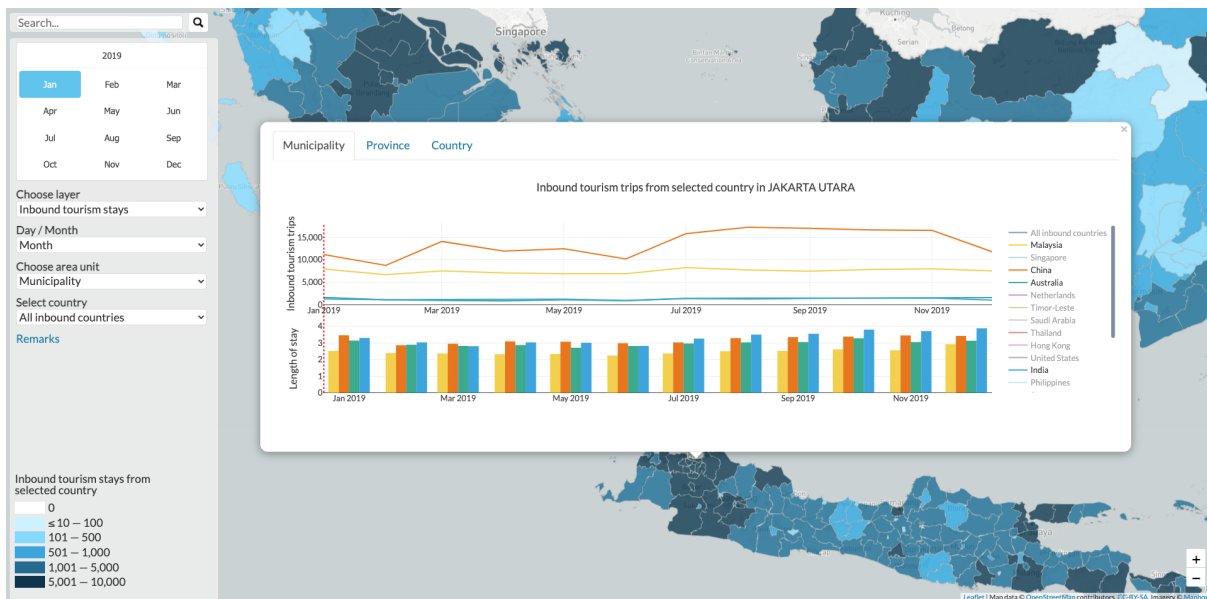 Search...
2019
Jan Feb Mar
Apr May Jun
Jul Aug Sep
Oct Nov Dec
Choose layer
Inbound tourism stays
Day / Month
Month
Choose area unit
Municipality
Select country
All inbound countries
Remarks
Inbound tourism stays from
selected country
0
≤10 — 100
101 — 500
501 — 1,000
1,001 — 5,000
5,001 — 10,000
Singapore
Kuching
Serian
Belong
×
Municipality Province Country
Inbound tourism trips from selected country in JAKARTA UTARA
Inbound tourism trips
15,000
10,000
5,000
0
Jan 2019 Mar 2019 May 2019 Jul 2019 Sep 2019 Nov 2019
Length of stay
4
3
2
1
0
Jan 2019 Mar 2019 May 2019 Jul 2019 Sep 2019 Nov 2019
All inbound countries
Malaysia
Singapore
China
Australia
Netherlands
Timor-Leste
Saudi Arabia
Thailand
Hong Kong
United States
India
Philippines
+
−
Leaflet | Map data © OpenStreetMap contributors, CC-BY-SA, Imagery © Mapbox